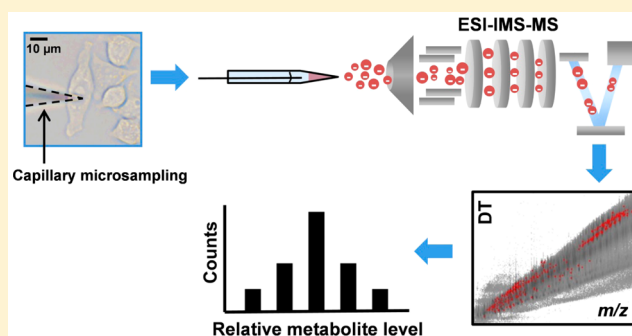 ESI-IMS-MS
10 µm
Capillary microsampling
DT
m/z
Counts
Relative metabolite level